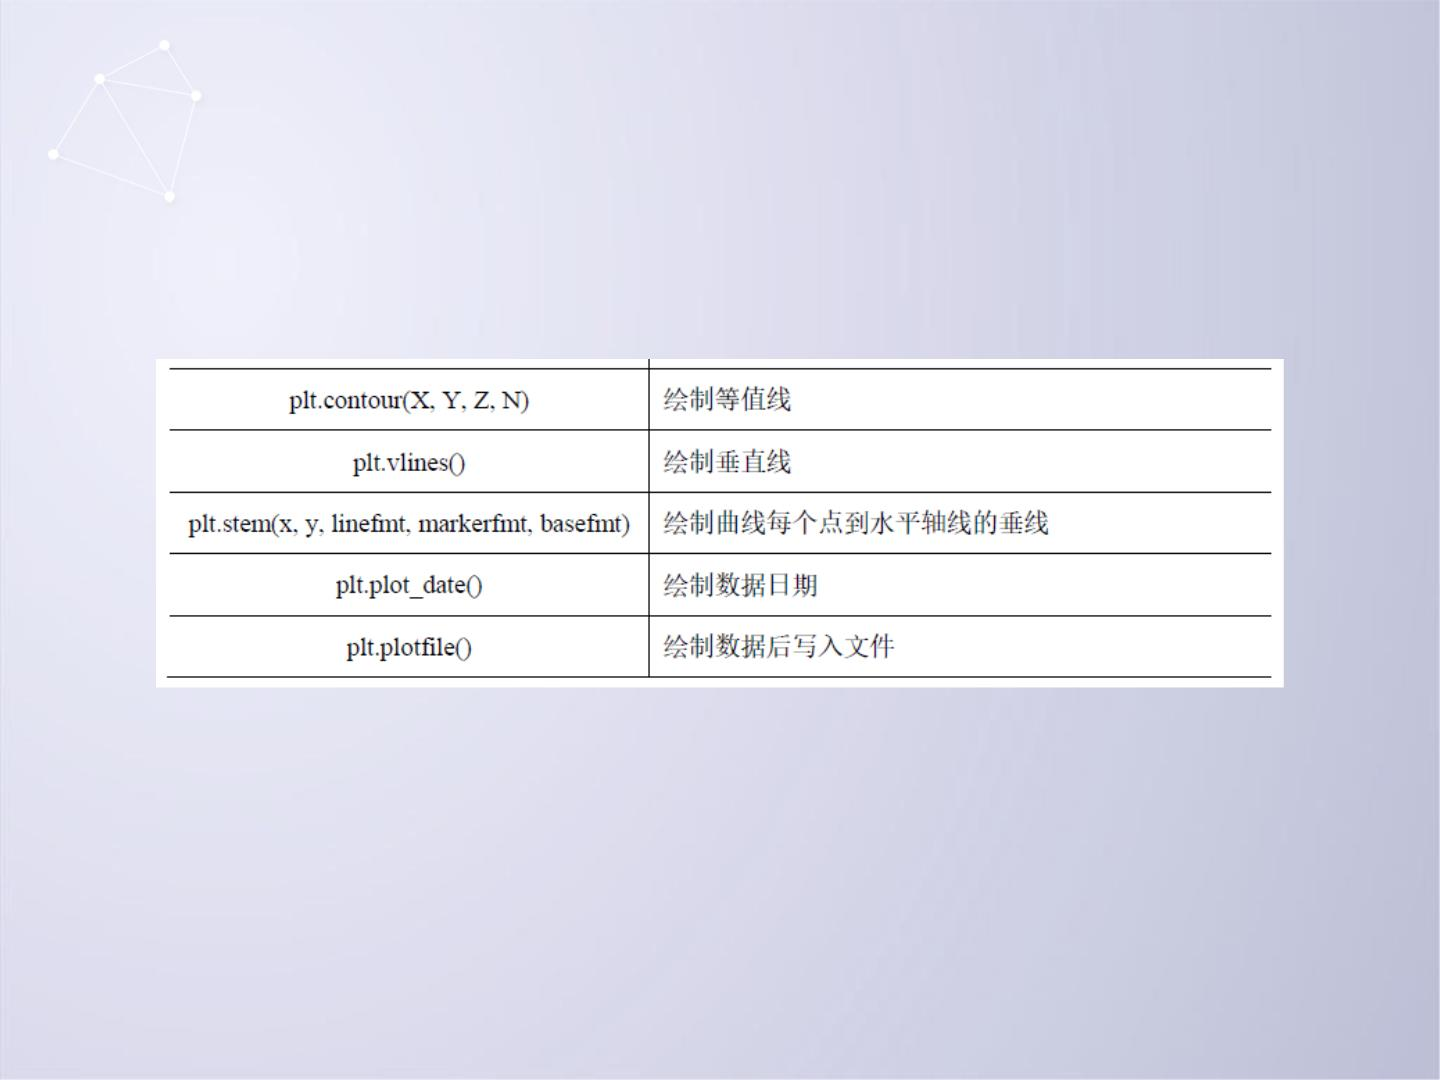 plt.contour(X, Y, Z, N) 绘制等值线
plt.vlines() 绘制垂直线
plt.stem(x, y, linefmt, markerfmt, basefmt) 绘制曲线每个点到水平轴线的垂线
plt.plot_date() 绘制数据日期
plt.plotfile() 绘制数据后写入文件